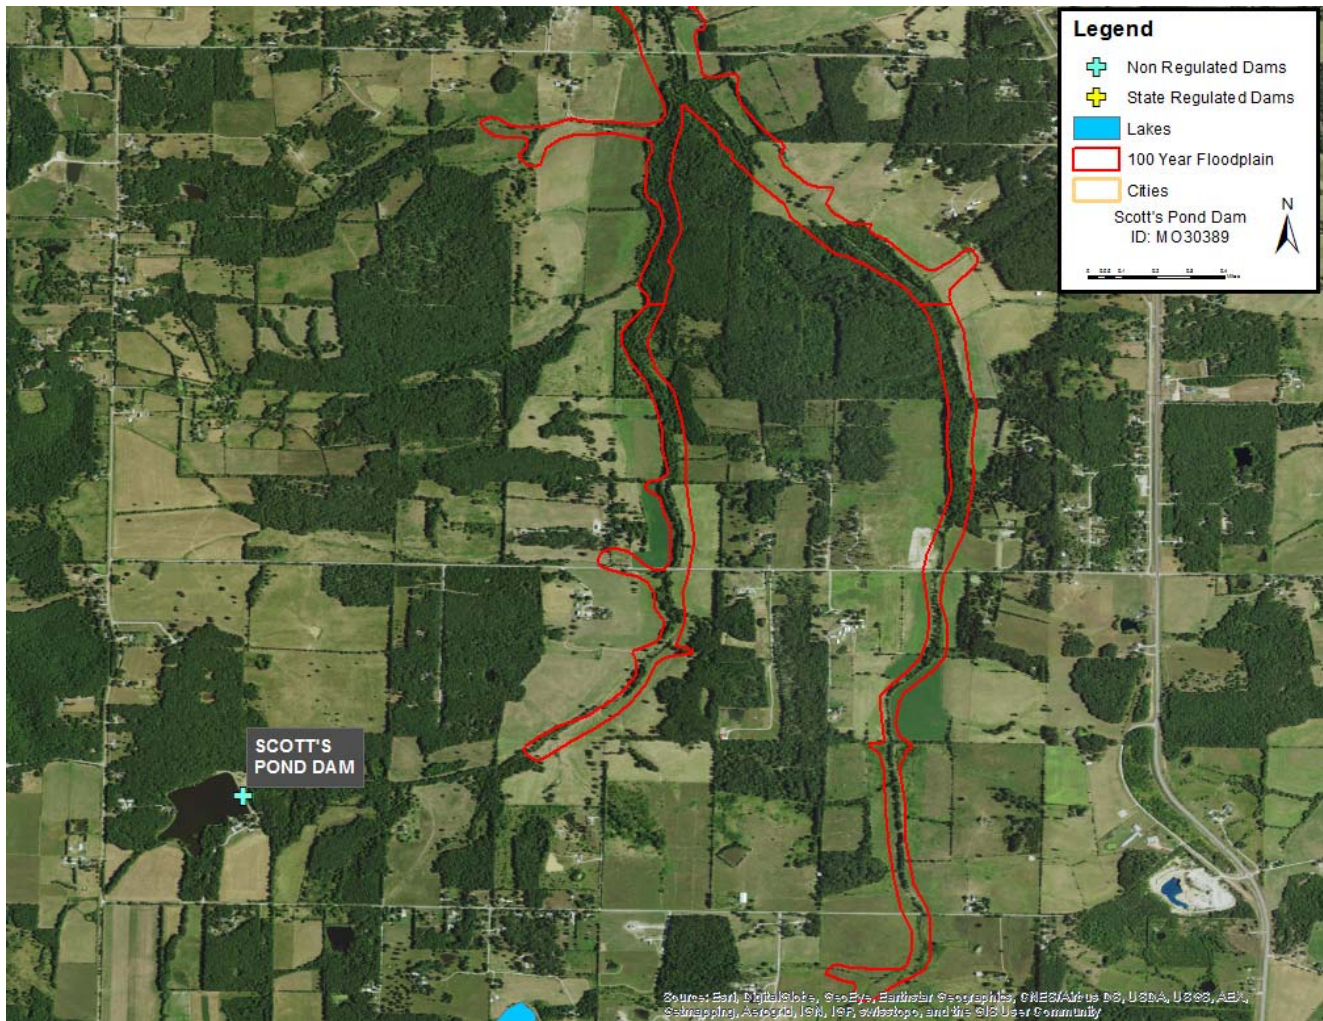 Legend
Non Regulated Dams
State Regulated Dams
Lakes
100 Year Floodplain
Cities
Scott's Pond Dam
ID: MO30389
N
SCOTT'S
POND DAM
Source: Esri, DigitalGlobe, GeoEye, Earthstar Geographics, CNES/Airbus DS, USDA, USGS, AEX,
Getmapping, Aerogrid, IGN, IGP, swisstopo, and the GIS User Community